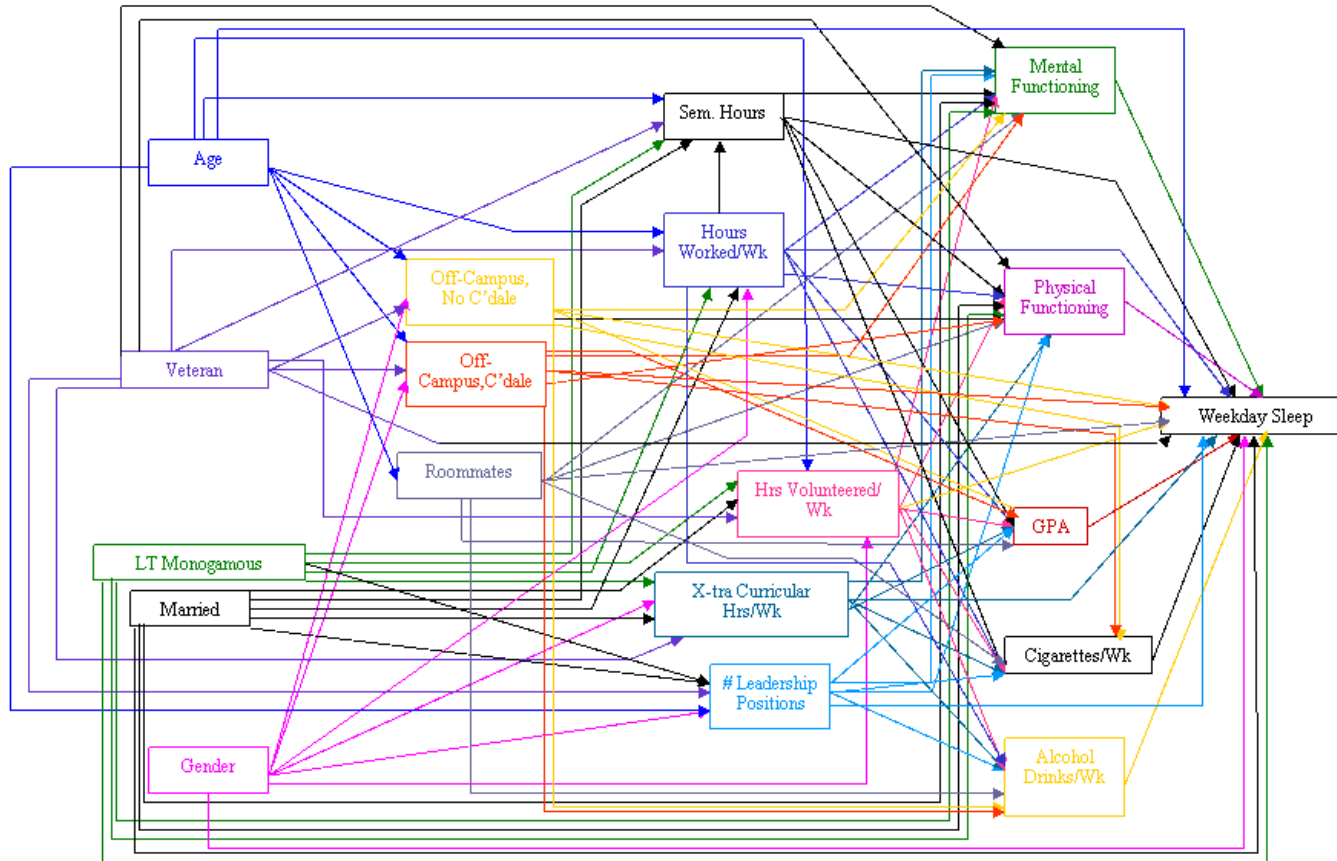 Mental
Functioning
Sem. Hours
Age
Hours
Worked/Wk
Off-Campus,
No C'dale
Physical
Functioning
Off-
Campus,C'dale
Veteran
Weekday Sleep
Roommates
Hrs Volunteered/
Wk
GPA
LT Monogamous
X-tra Curricular
Hrs/Wk
Married
Cigarettes/Wk
# Leadership
Positions
Gender
Alcohol
Drinks/Wk